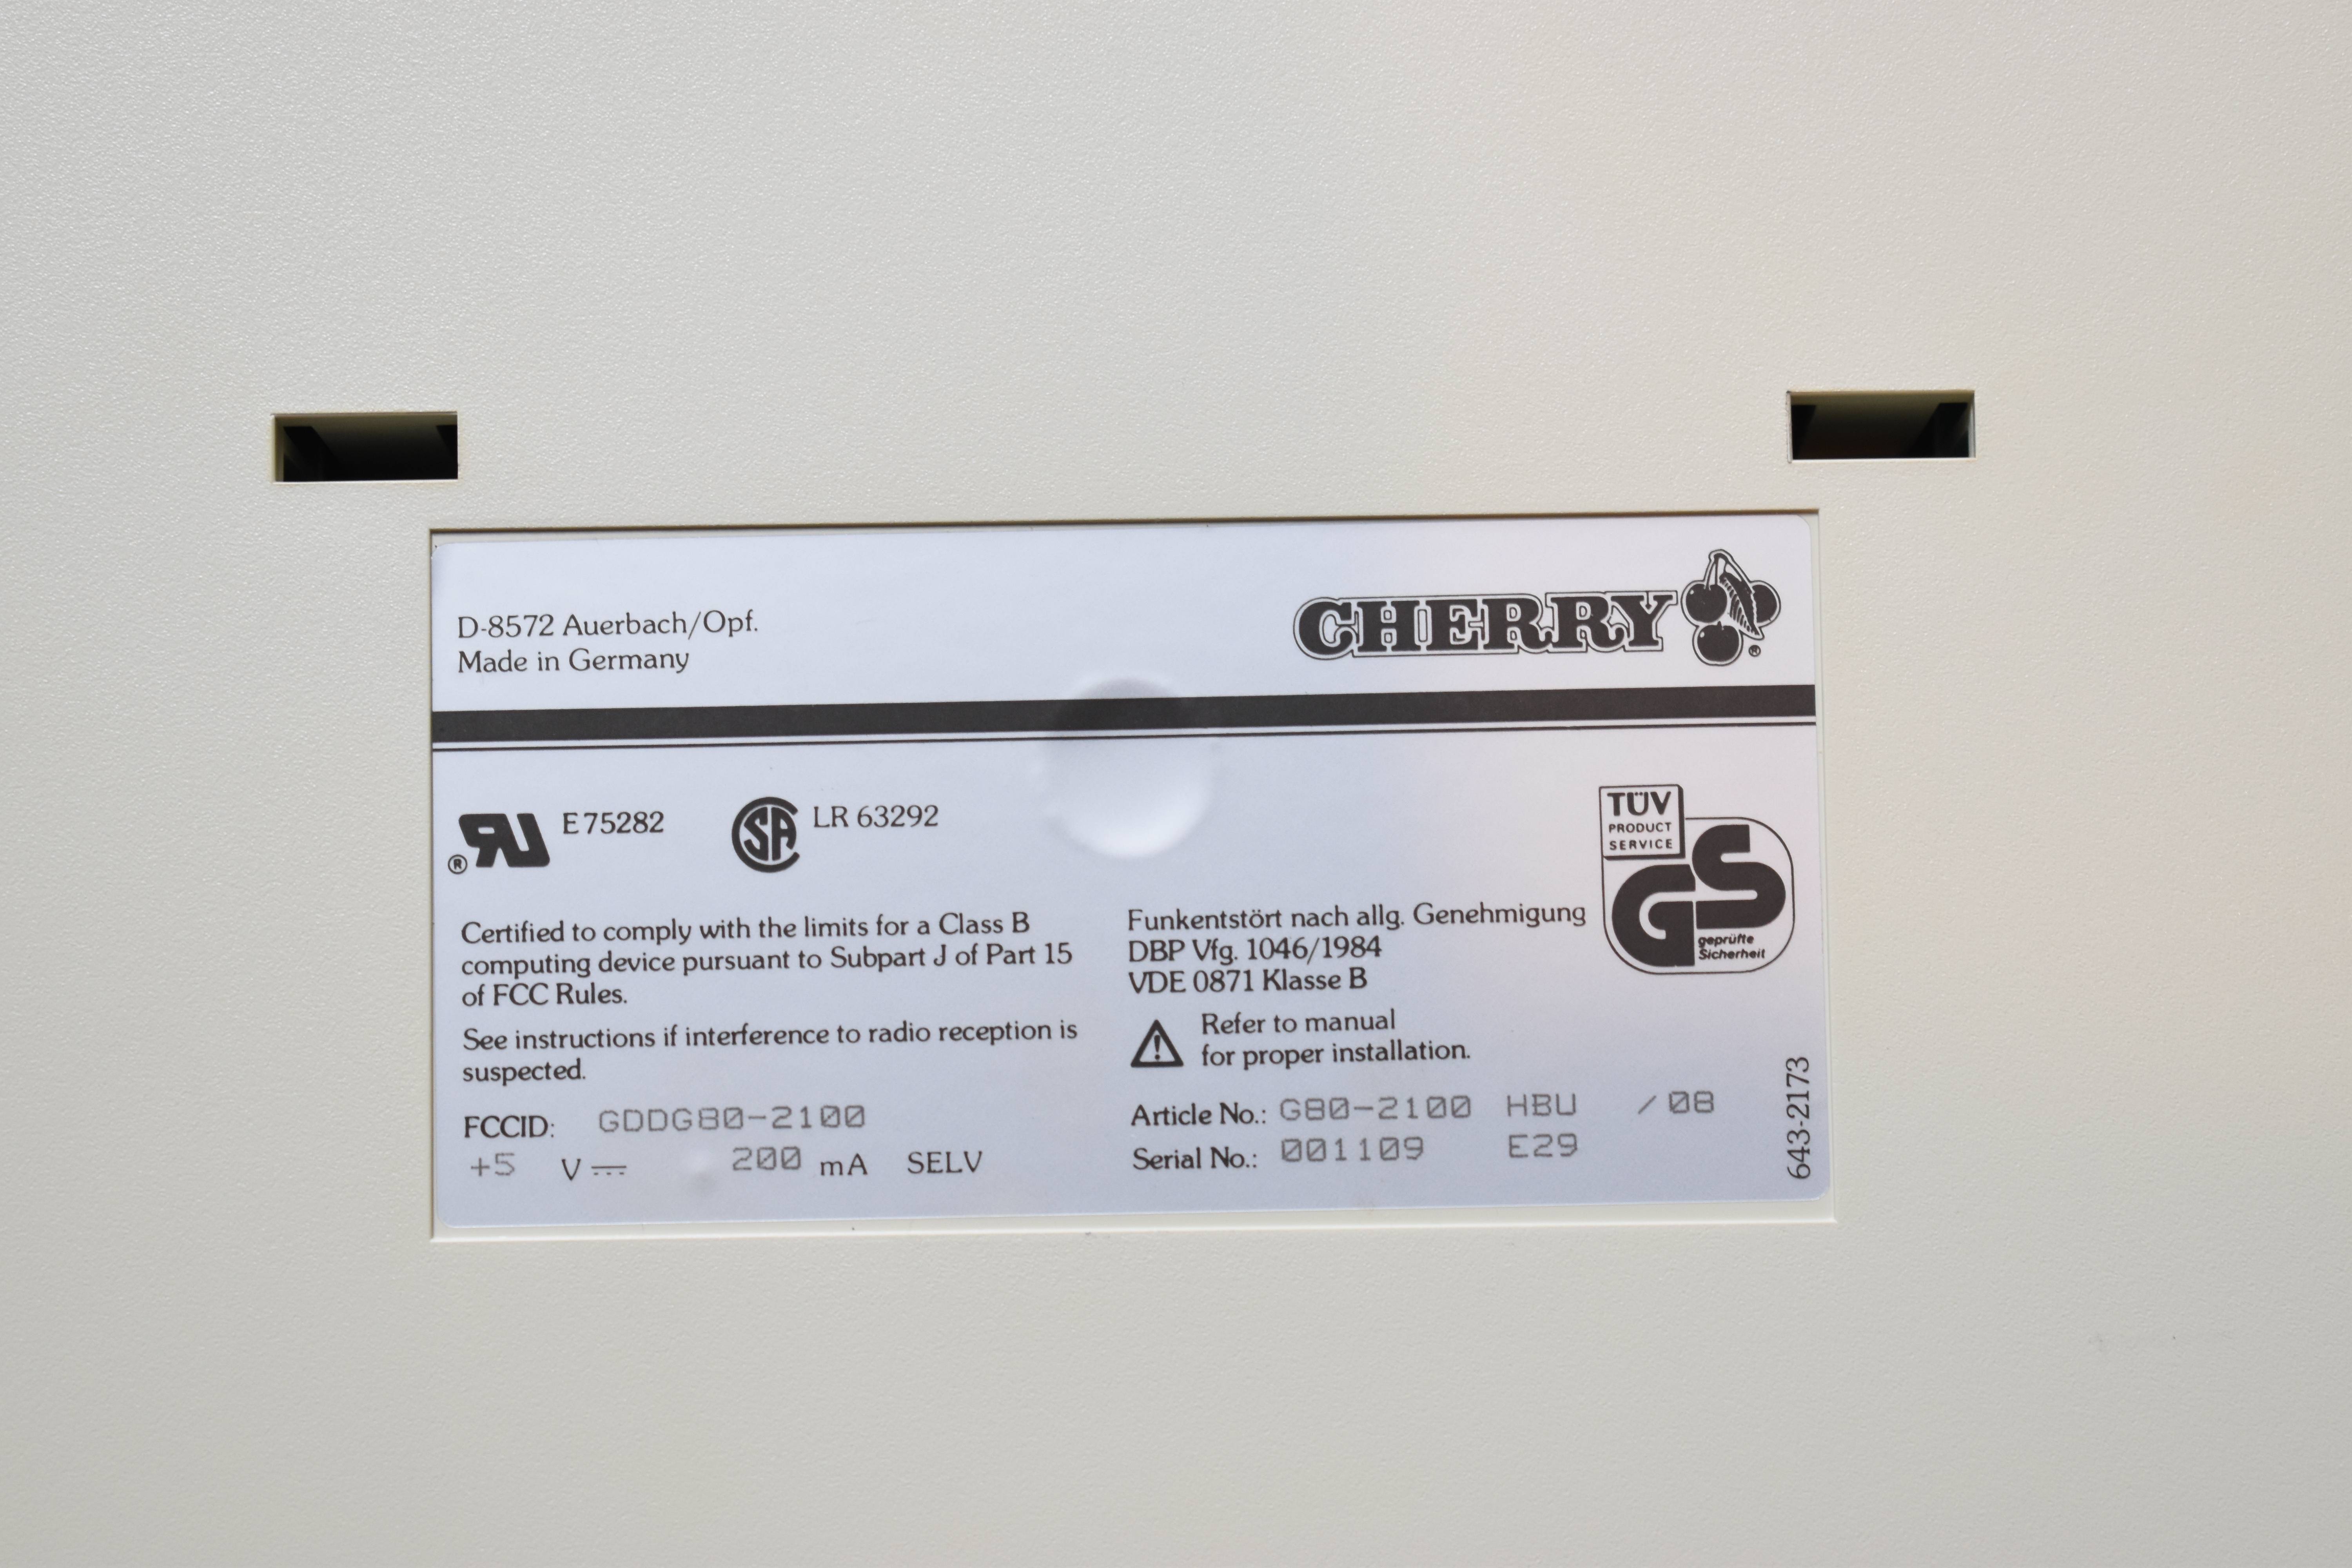 D-8572 Auerbach/Opf.
Made in Germany
CHERRY
®
® RU E 75282
SA LR 63292
TÜV
PRODUCT
SERVICE
GS
geprüfte
Sicherheit
Certified to comply with the limits for a Class B
computing device pursuant to Subpart J of Part 15
of FCC Rules.
See instructions if interference to radio reception is
suspected.
FCCID: GDDG80-2100
+5 V 200 mA SELV
Funkentstört nach allg. Genehmigung
DBP Vfg. 1046/1984
VDE 0871 Klasse B
Refer to manual
for proper installation.
Article No.: G80-2100 HBU /08
Serial No.: 001109 E29
643-2173